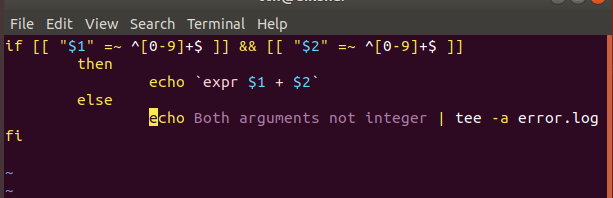 File Edit View Search Terminal Help
if [[ "$1" =~ ^[0-9]+$ ]] && [[ "$2" =~ ^[0-9]+$ ]]
        then
                echo `expr $1 + $2`
        else
                echo Both arguments not integer | tee -a error.log
fi
~
~